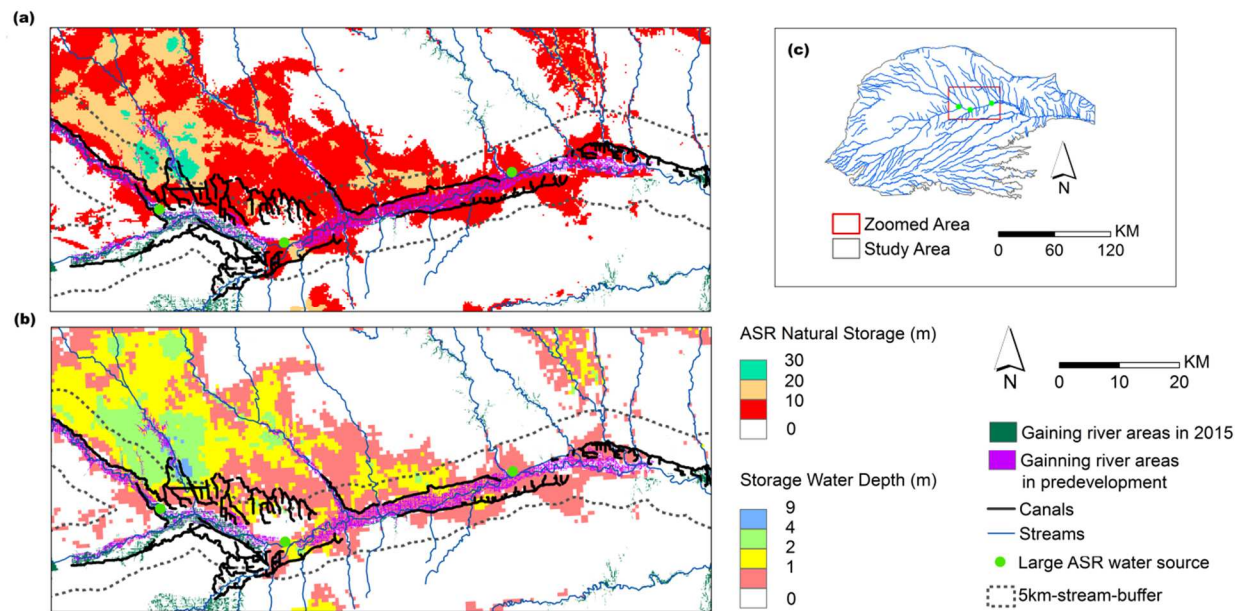 (a)
(b)
(c)
N
Zoomed Area
Study Area
KM
0 60 120
ASR Natural Storage (m)
30
20
10
0
Storage Water Depth (m)
9
4
2
1
0
N
KM
0 10 20
Gaining river areas in 2015
Gainning river areas
in predevelopment
Canals
Streams
Large ASR water source
5km-stream-buffer